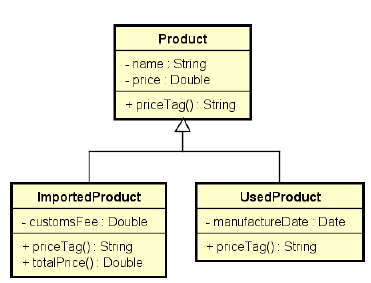 Product
- name : String
- price : Double
+ priceTag() : String
ImportedProduct
- customsFee : Double
+ priceTag() : String
+ totalPrice() : Double
UsedProduct
- manufactureDate : Date
+ priceTag() : String